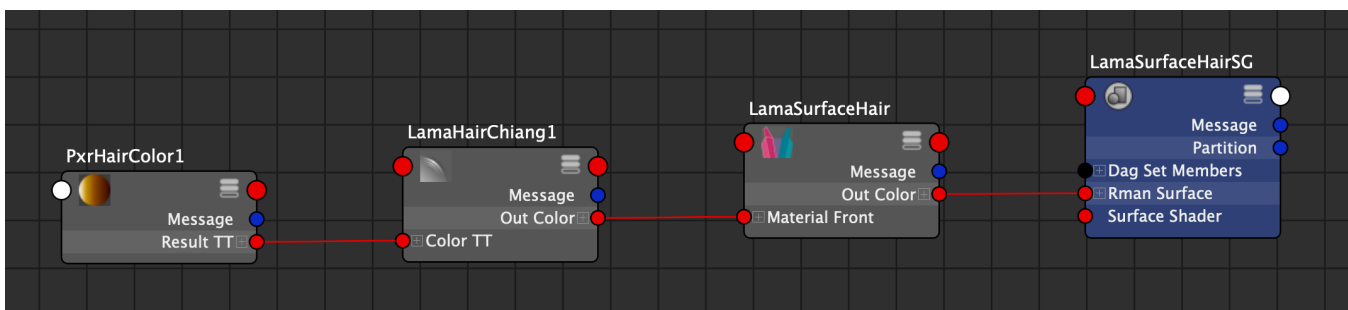 PxrHairColor1
Message
Result TT
LamaHairChiang1
Message
Out Color
Color TT
LamaSurfaceHair
Message
Out Color
Material Front
LamaSurfaceHairSG
Message
Partition
Dag Set Members
Rman Surface
Surface Shader